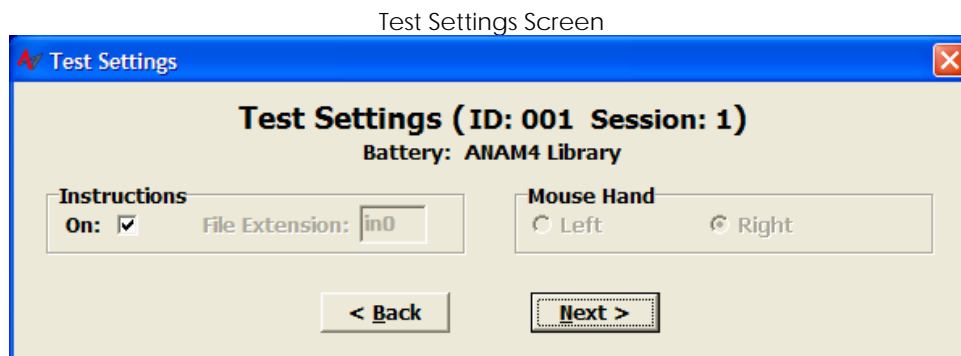 Test Settings Screen
Test Settings
Test Settings (ID: 001 Session: 1)
Battery: ANAM4 Library
Instructions
On: File Extension: in0
Mouse Hand
Left Right
< Back Next >